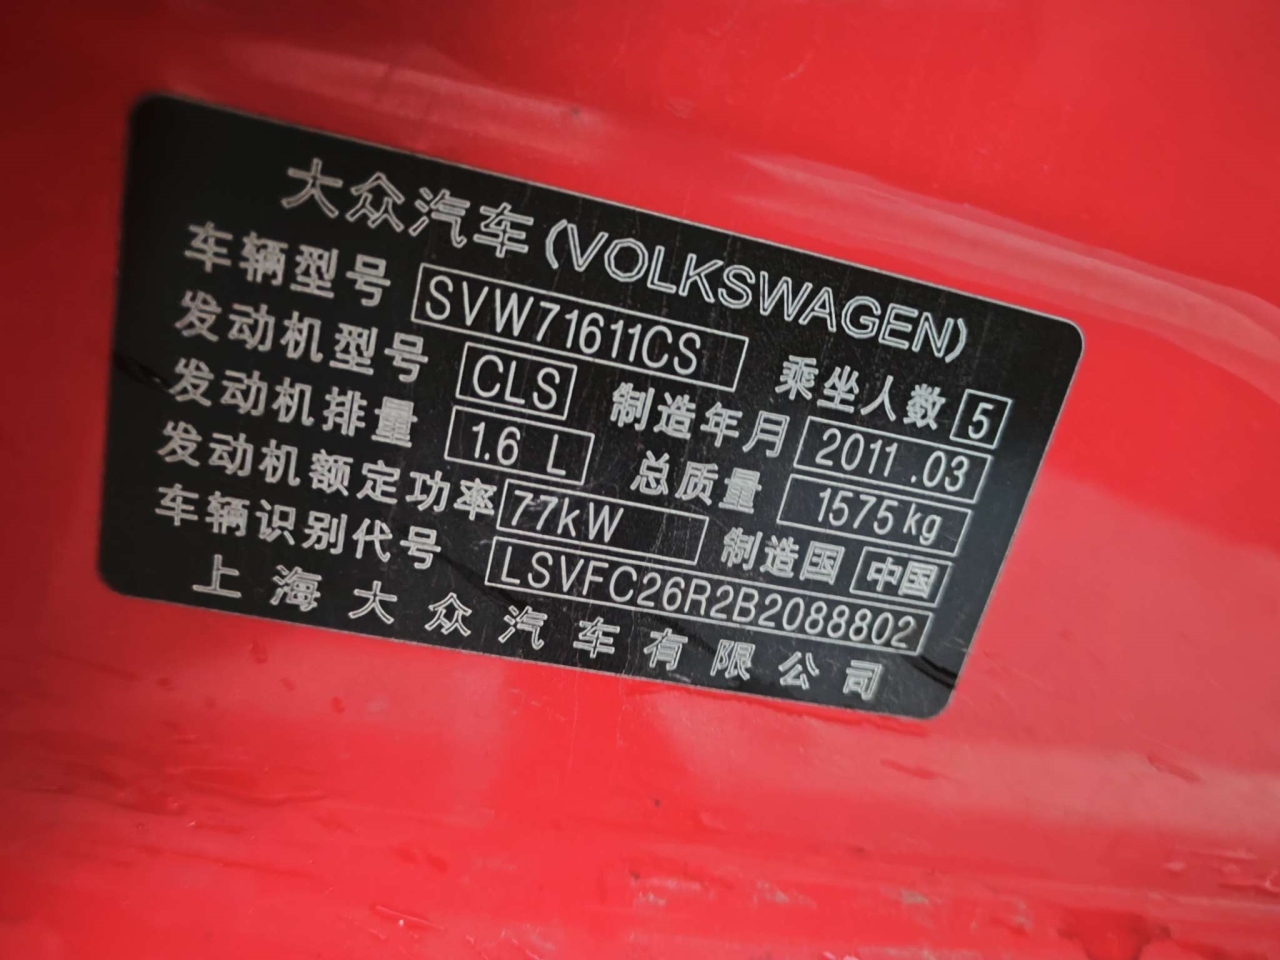 大众汽车(VOLKSWAGEN)
车辆型号 SVW71611CS 乘坐人数 5
发动机型号 CLS 制造年月 2011.03
发动机排量 1.6 L 总质量 1575kg
发动机额定功率 77kW 制造国 中国
车辆识别代号 LSVFC26R2B2088802
上海大众汽车有限公司